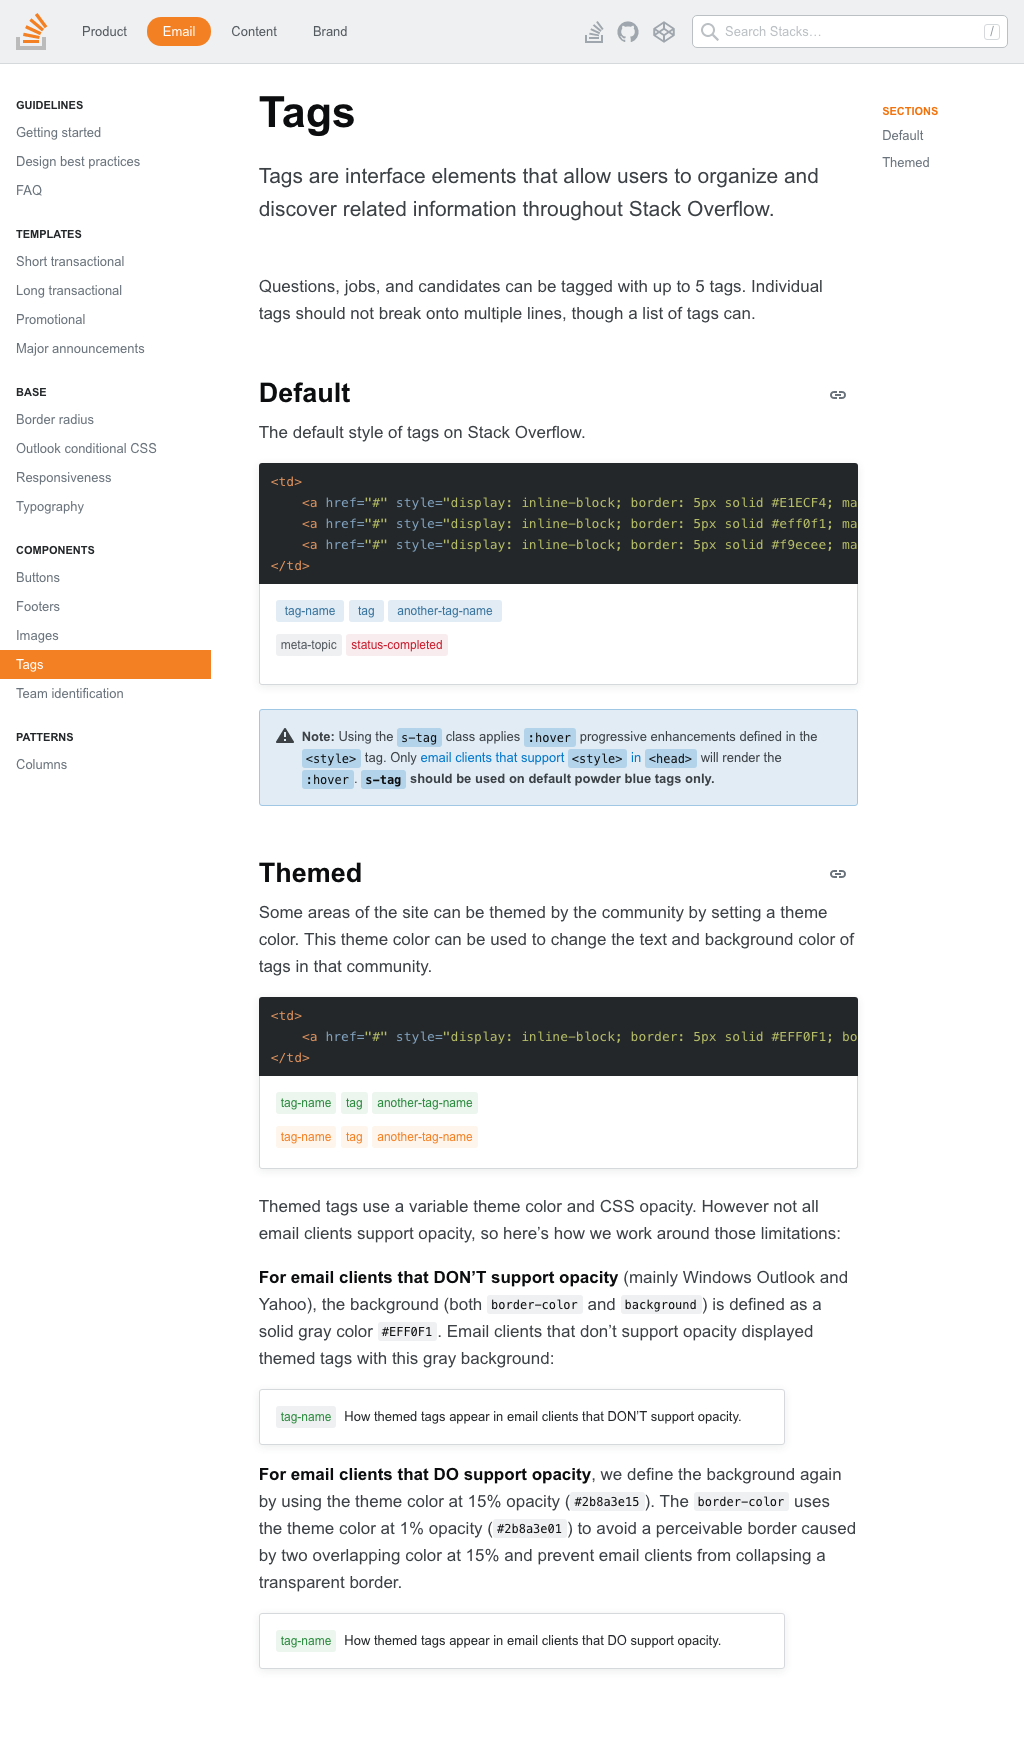 Product
Email
Content
Brand
Search Stacks…
/
GUIDELINES
Getting started
Design best practices
FAQ
TEMPLATES
Short transactional
Long transactional
Promotional
Major announcements
BASE
Border radius
Outlook conditional CSS
Responsiveness
Typography
COMPONENTS
Buttons
Footers
Images
Tags
Team identification
PATTERNS
Columns
Tags
Tags are interface elements that allow users to organize and
discover related information throughout Stack Overflow.
Questions, jobs, and candidates can be tagged with up to 5 tags. Individual
tags should not break onto multiple lines, though a list of tags can.
Default
The default style of tags on Stack Overflow.
<td>
<a href="#" style="display: inline-block; border: 5px solid #E1ECF4; ma
<a href="#" style="display: inline-block; border: 5px solid #eff0f1; ma
<a href="#" style="display: inline-block; border: 5px solid #f9ecee; ma
</td>
tag-name tag another-tag-name
meta-topic status-completed
Note: Using the s-tag class applies :hover progressive enhancements defined in the
<style> tag. Only email clients that support <style> in <head> will render the
:hover. s-tag should be used on default powder blue tags only.
Themed
Some areas of the site can be themed by the community by setting a theme
color. This theme color can be used to change the text and background color of
tags in that community.
<td>
<a href="#" style="display: inline-block; border: 5px solid #EFF0F1; bo
</td>
tag-name tag another-tag-name
tag-name tag another-tag-name
Themed tags use a variable theme color and CSS opacity. However not all
email clients support opacity, so here’s how we work around those limitations:
For email clients that DON’T support opacity (mainly Windows Outlook and
Yahoo), the background (both border-color and background) is defined as a
solid gray color #EFF0F1. Email clients that don’t support opacity displayed
themed tags with this gray background:
tag-name How themed tags appear in email clients that DON’T support opacity.
For email clients that DO support opacity, we define the background again
by using the theme color at 15% opacity (#2b8a3e15). The border-color uses
the theme color at 1% opacity (#2b8a3e01) to avoid a perceivable border caused
by two overlapping color at 15% and prevent email clients from collapsing a
transparent border.
tag-name How themed tags appear in email clients that DO support opacity.
SECTIONS
Default
Themed